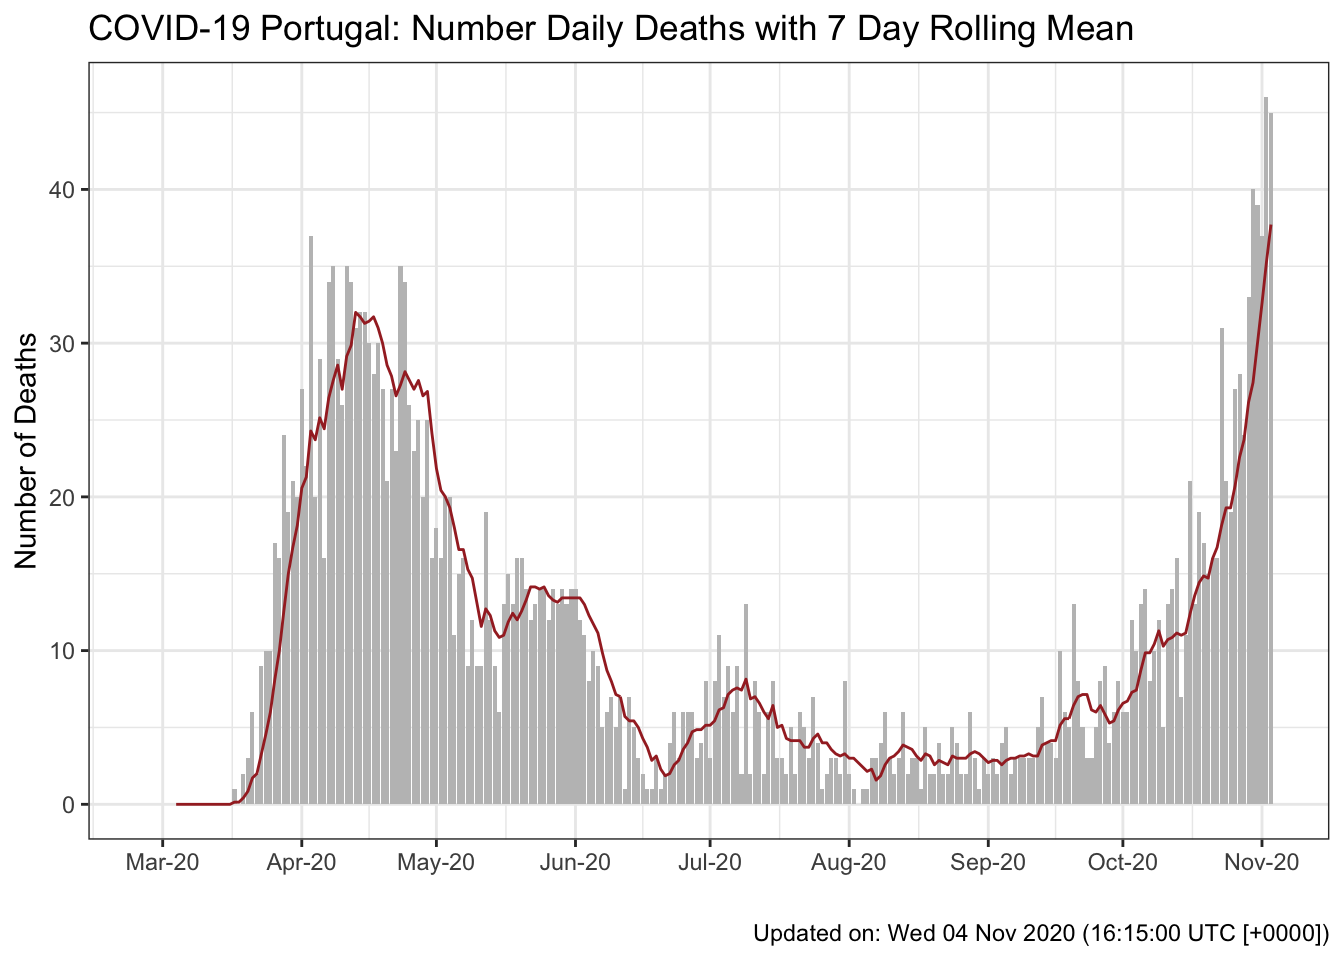 COVID-19 Portugal: Number Daily Deaths with 7 Day Rolling Mean
Number of Deaths
40
30
20
10
0
Mar-20 Apr-20 May-20 Jun-20 Jul-20 Aug-20 Sep-20 Oct-20 Nov-20
Updated on: Wed 04 Nov 2020 (16:15:00 UTC [+0000])